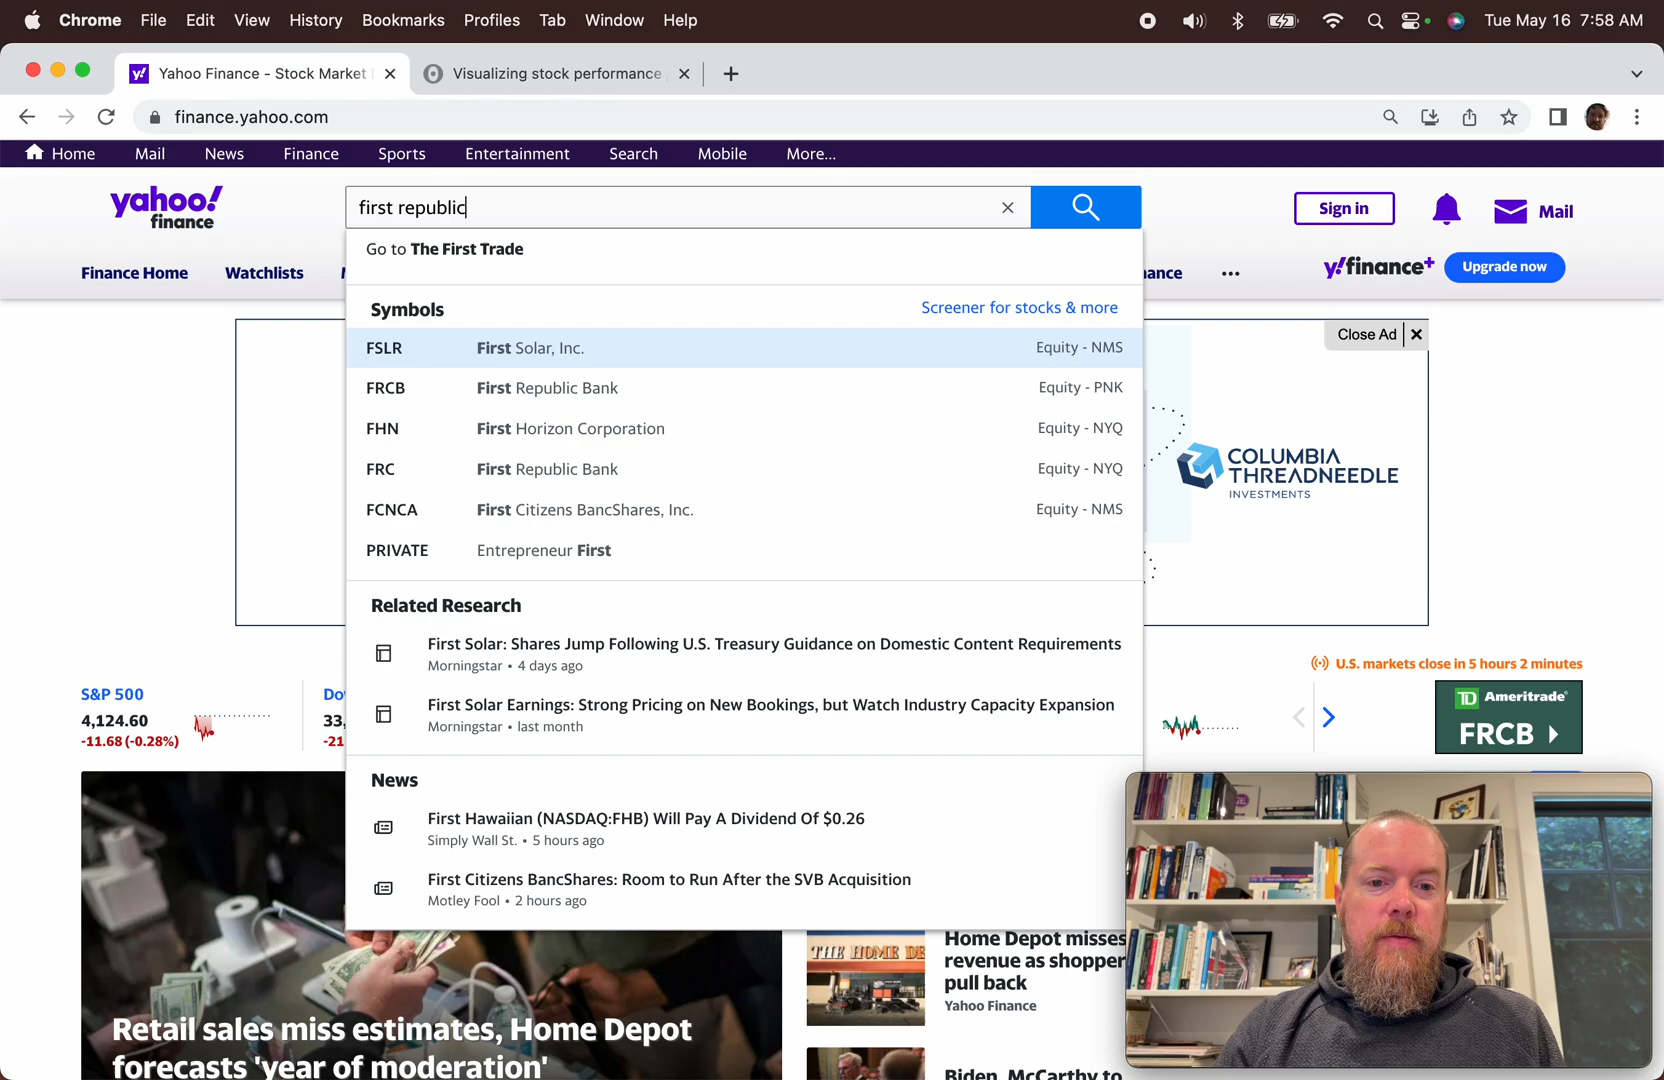 Chrome File Edit View History Bookmarks Profiles Tab Window Help Tue May 16 7:58 AM
Yahoo Finance - Stock Market Visualizing stock performance
finance.yahoo.com
Home Mail News Finance Sports Entertainment Search Mobile More...
yahoo!
finance
first republic
Sign in Mail
Go to The First Trade
Finance Home Watchlists ance ... y!finance+ Upgrade now
Symbols Screener for stocks & more
Close Ad X
FSLR First Solar, Inc. Equity - NMS
FRCB First Republic Bank Equity - PNK
FHN First Horizon Corporation Equity - NYQ
FRC First Republic Bank Equity - NYQ
FCNCA First Citizens BancShares, Inc. Equity - NMS
PRIVATE Entrepreneur First
COLUMBIA
THREADNEEDLE
INVESTMENTS
Related Research
First Solar: Shares Jump Following U.S. Treasury Guidance on Domestic Content Requirements
Morningstar • 4 days ago
First Solar Earnings: Strong Pricing on New Bookings, but Watch Industry Capacity Expansion
Morningstar • last month
U.S. markets close in 5 hours 2 minutes
S&P 500 Do
4,124.60 33,
-11.68 (-0.28%) -21
TD Ameritrade
FRCB
News
First Hawaiian (NASDAQ:FHB) Will Pay A Dividend Of $0.26
Simply Wall St. • 5 hours ago
First Citizens BancShares: Room to Run After the SVB Acquisition
Motley Fool • 2 hours ago
THE HOME DE
Home Depot misses
revenue as shopper
pull back
Yahoo Finance
Retail sales miss estimates, Home Depot
forecasts 'year of moderation'
Biden, McCarthy to